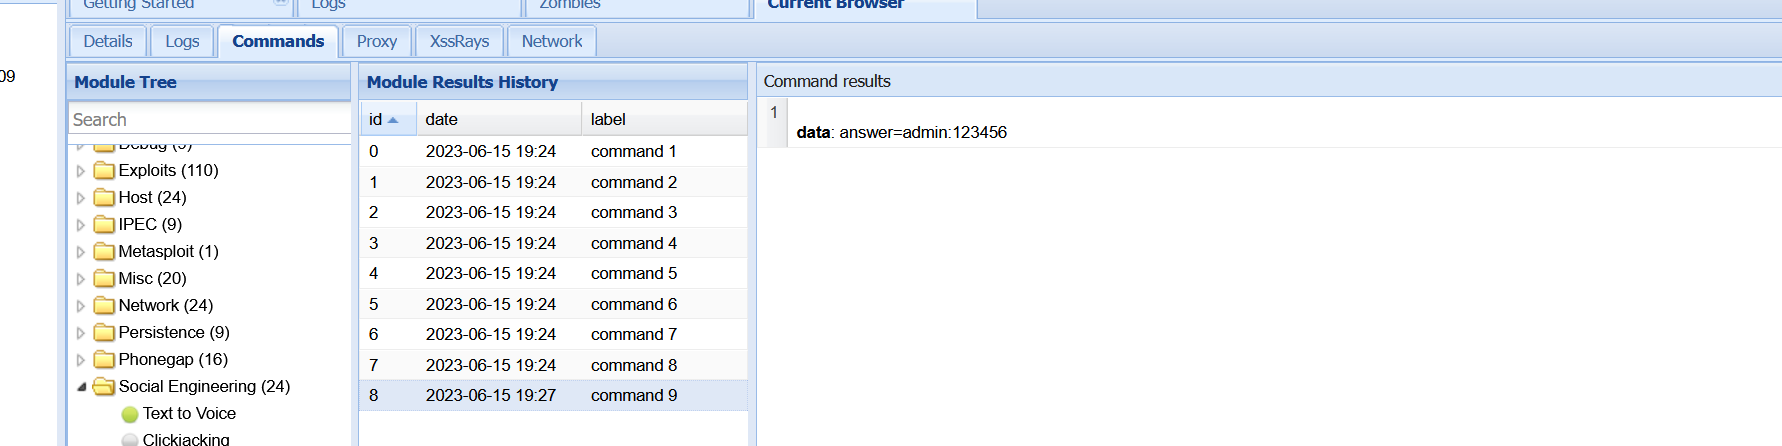 Getting Started
Logs
Zombies
Current Browser
Details
Logs
Commands
Proxy
XssRays
Network
09
Module Tree
Search
Debug (9)
Exploits (110)
Host (24)
IPEC (9)
Metasploit (1)
Misc (20)
Network (24)
Persistence (9)
Phonegap (16)
Social Engineering (24)
Text to Voice
Clickjacking
Module Results History
id date label
0 2023-06-15 19:24 command 1
1 2023-06-15 19:24 command 2
2 2023-06-15 19:24 command 3
3 2023-06-15 19:24 command 4
4 2023-06-15 19:24 command 5
5 2023-06-15 19:24 command 6
6 2023-06-15 19:24 command 7
7 2023-06-15 19:24 command 8
8 2023-06-15 19:27 command 9
Command results
1
data: answer=admin:123456